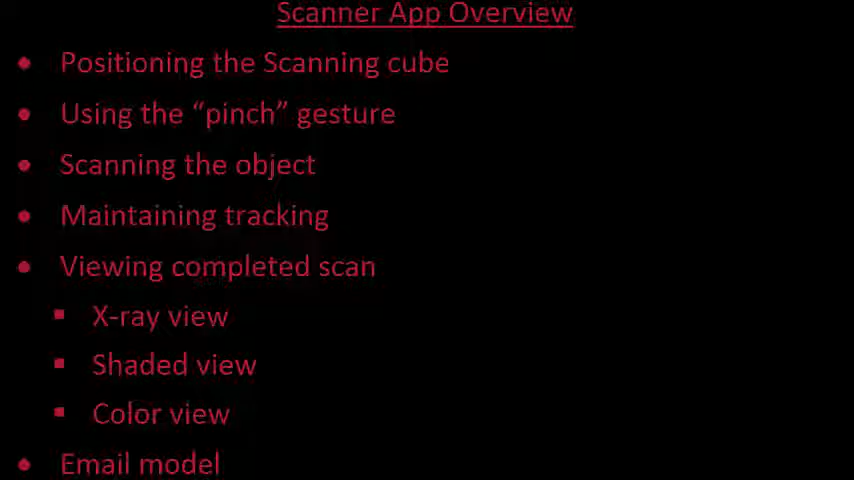 Scanner App Overview
• Positioning the Scanning cube
• Using the “pinch” gesture
• Scanning the object
• Maintaining tracking
• Viewing completed scan
▪ X-ray view
▪ Shaded view
▪ Color view
• Email model